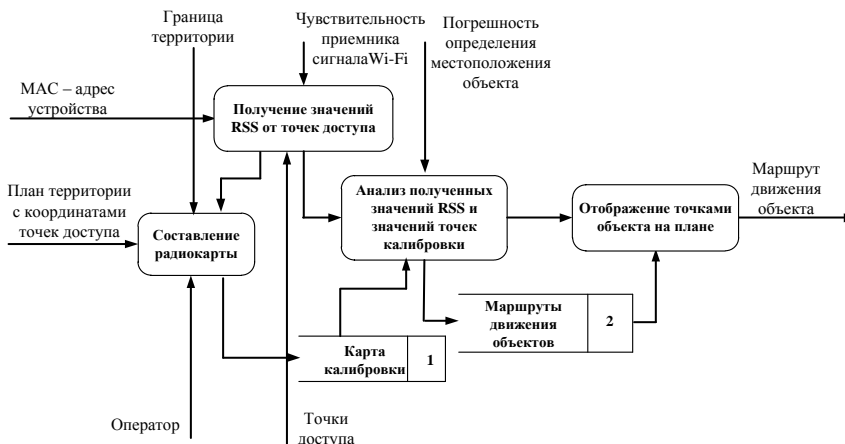 Граница
территории
Чувствительность
приемника
сигналаWi-Fi
Погрешность
определения
местоположения
объекта
МАС – адрес
устройства
Получение значений
RSS от точек доступа
План территории
с координатами
точек доступа
Составление
радиокарты
Анализ полученных
значений RSS и
значений точек
калибровки
Отображение точками
объекта на плане
Маршрут
движения
объекта
Маршруты
движения
объектов
2
Карта
калибровки
1
Оператор
Точки
доступа